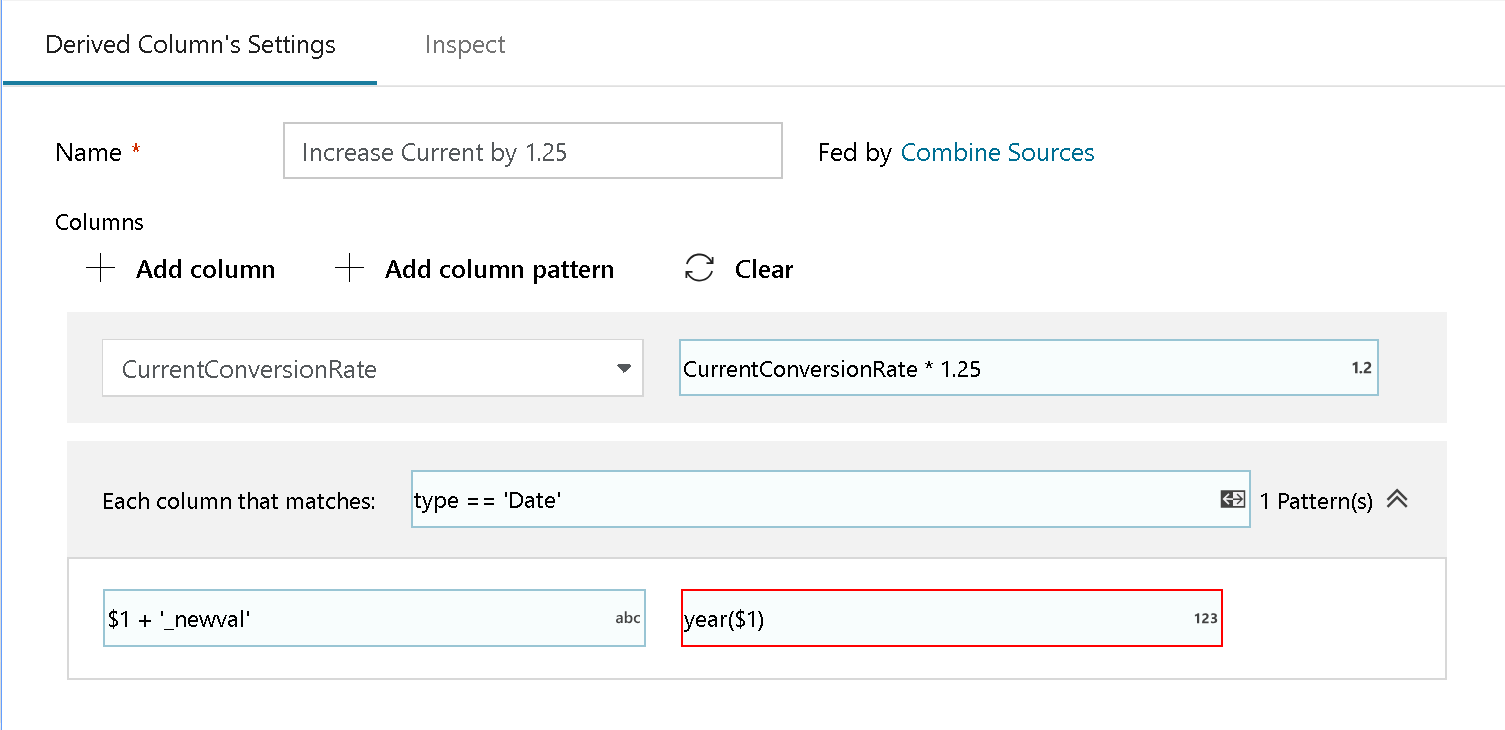 Derived Column's Settings Inspect
Name * Increase Current by 1.25 Fed by Combine Sources
Columns
Add column Add column pattern Clear
CurrentConversionRate CurrentConversionRate * 1.25 1.2
Each column that matches: type == 'Date' 1 Pattern(s)
$1 + '_newval' abc year($1) 123